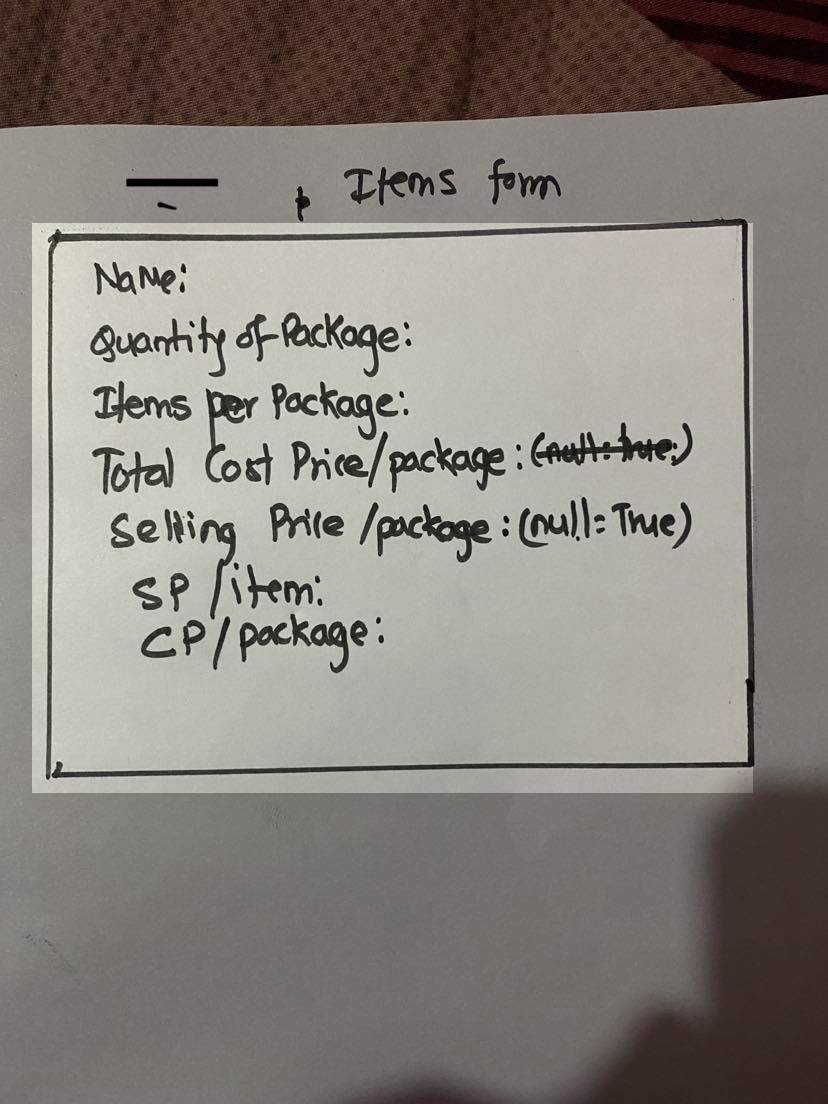 Items form
Name:
Quantity of Package:
Items per Package:
Total Cost Price/package: (null=true:)
Selling Price/package: (null=True)
SP/item:
CP/package: